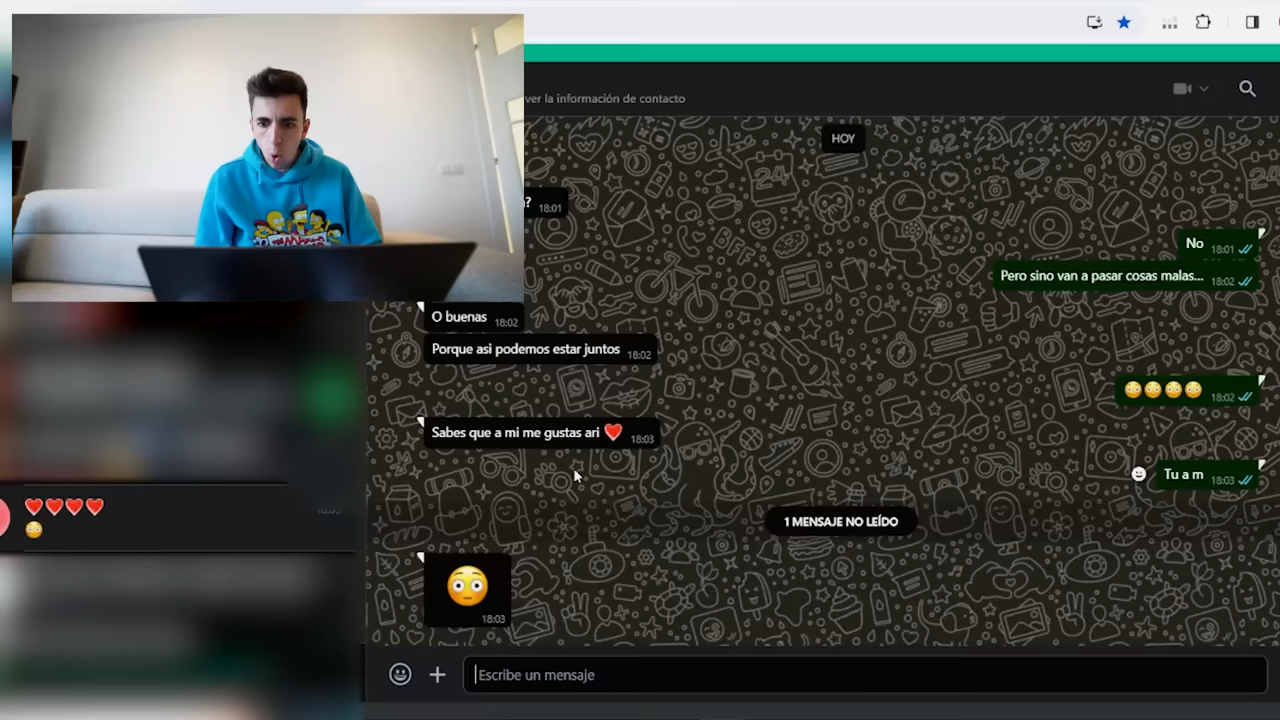 ver la información de contacto
HOY
? 18:01
No 18:01
Pero sino van a pasar cosas malas... 18:02
O buenas 18:02
Porque asi podemos estar juntos 18:02
😳😳😳😳 18:02
Sabes que a mi me gustas ari ❤️ 18:03
Tu a m 18:03
❤️❤️❤️❤️
😳
1 MENSAJE NO LEÍDO
😳 18:03
Escribe un mensaje